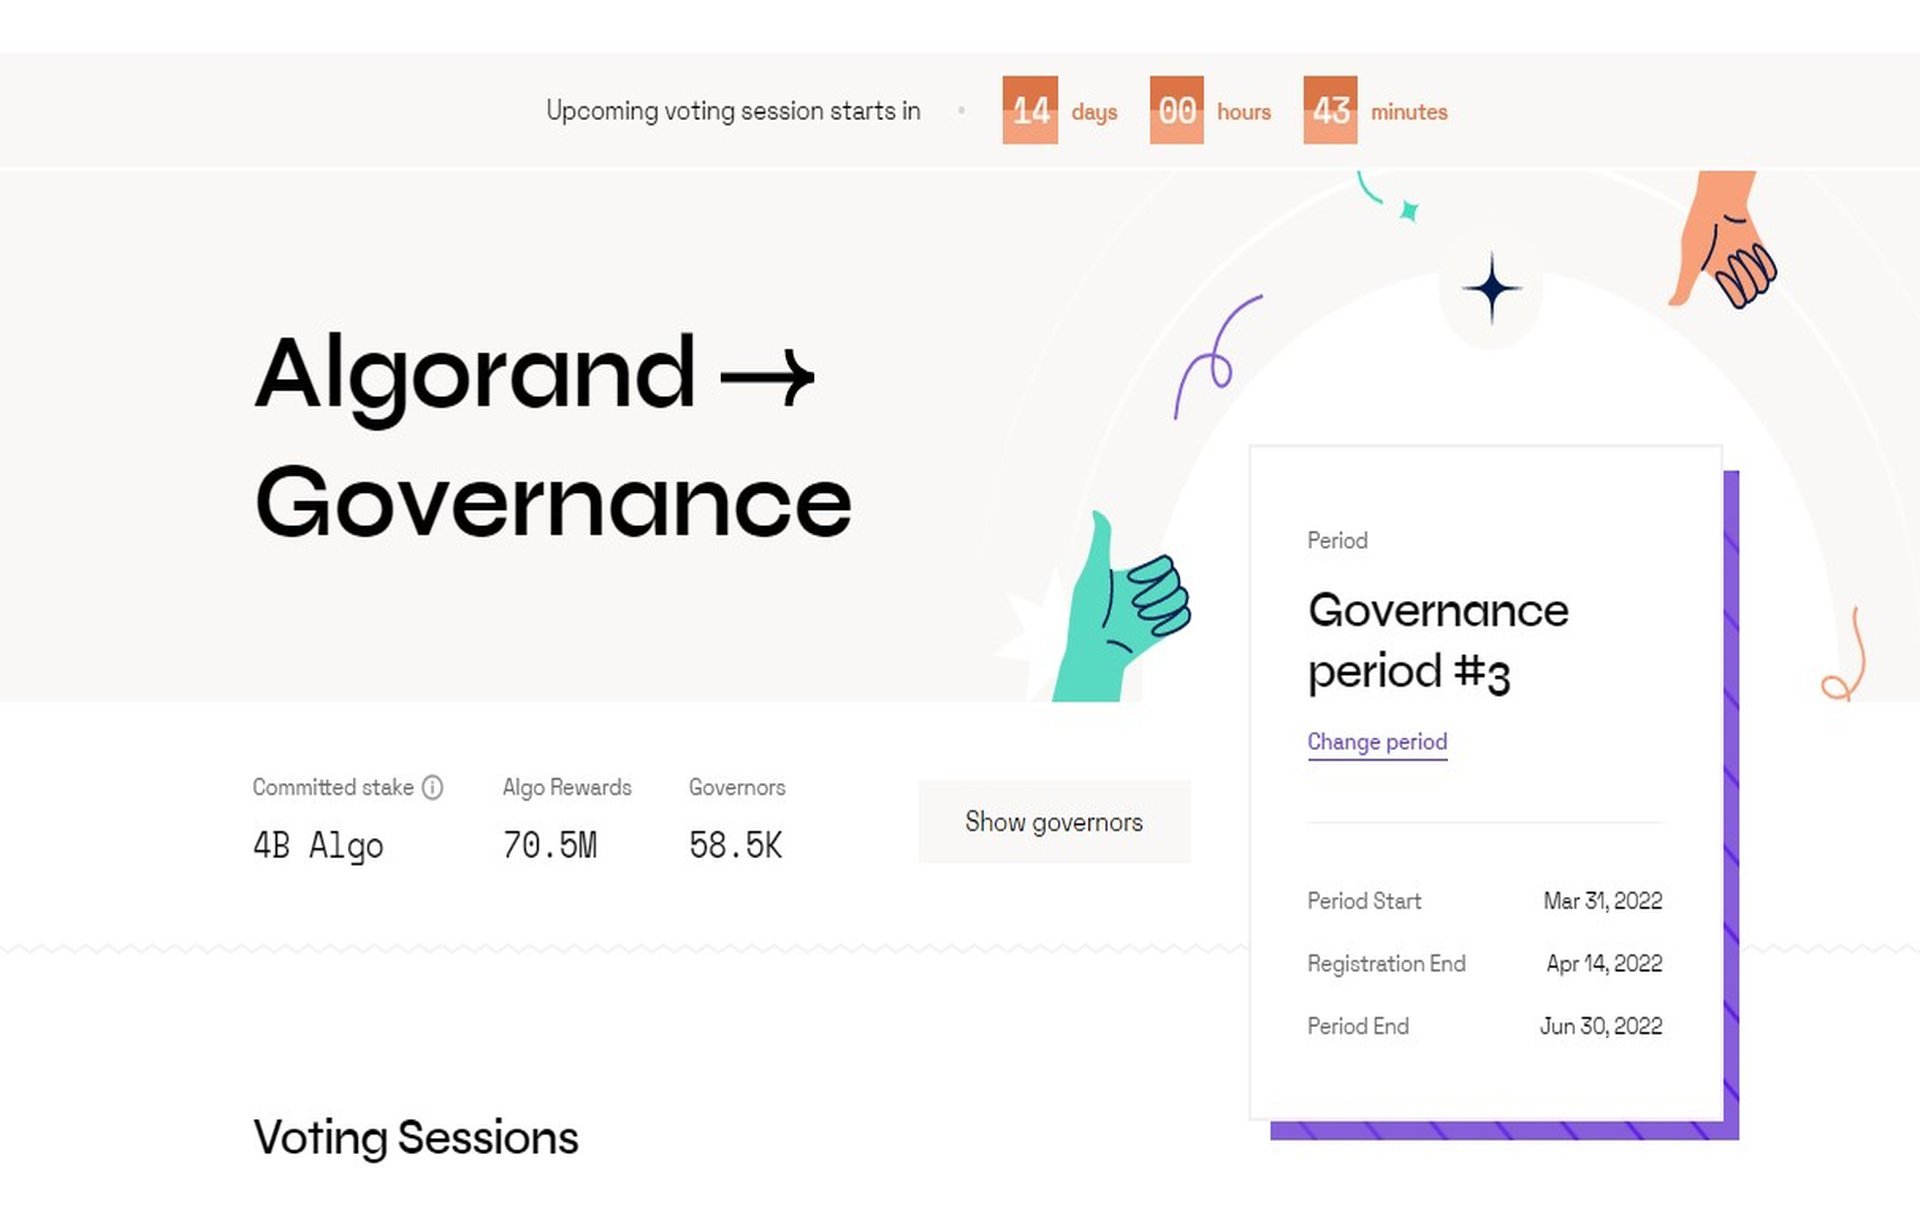 Upcoming voting session starts in • 14 days 00 hours 43 minutes
Algorand →
Governance
Committed stake ⓘ
4B Algo
Algo Rewards
70.5M
Governors
58.5K
Show governors
Period
Governance
period #3
Change period
Period Start Mar 31, 2022
Registration End Apr 14, 2022
Period End Jun 30, 2022
Voting Sessions